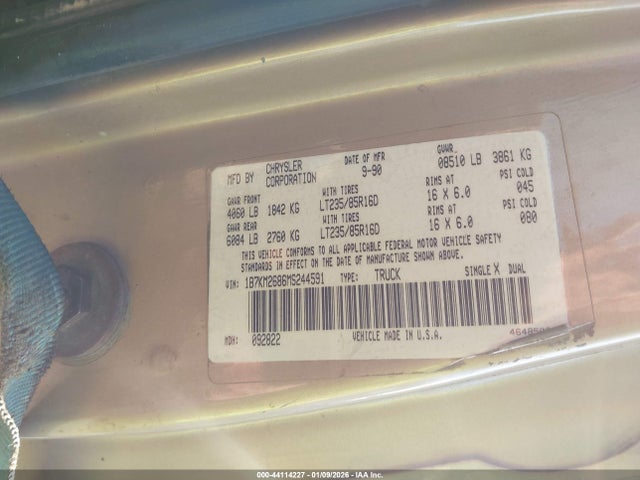 MFD BY CHRYSLER CORPORATION DATE OF MFR 9-90 GVWR 08510 LB 3861 KG
GAWR FRONT WITH TIRES RIMS AT PSI COLD
4060 LB 1842 KG LT235/85R16D 16 X 6.0 045
GAWR REAR WITH TIRES RIMS AT PSI COLD
6084 LB 2760 KG LT235/85R16D 16 X 6.0 080
THIS VEHICLE CONFORMS TO ALL APPLICABLE FEDERAL MOTOR VEHICLE SAFETY
STANDARDS IN EFFECT ON THE DATE OF MANUFACTURE SHOWN ABOVE.
VIN: 1B7KM2686MS244591 TYPE: TRUCK SINGLE X DUAL
MDH: 092822 VEHICLE MADE IN U.S.A.
000-44114227 - 01/09/2026 - IAA Inc.